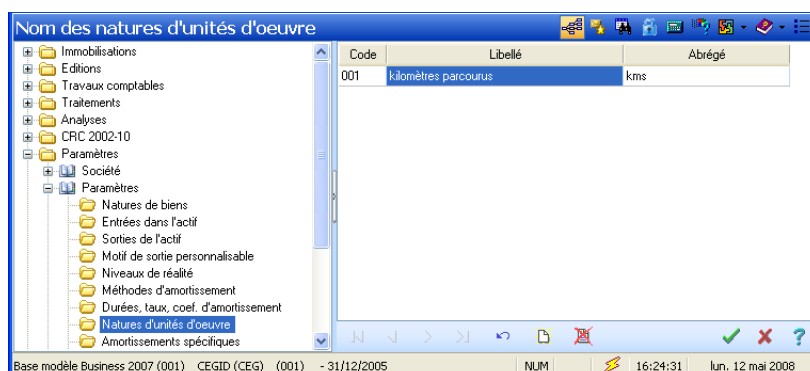 Nom des natures d'unités d'oeuvre
Immobilisations
Editions
Travaux comptables
Traitements
Analyses
CRC 2002-10
Paramètres
Société
Paramètres
Natures de biens
Entrées dans l'actif
Sorties de l'actif
Motif de sortie personnalisable
Niveaux de réalité
Méthodes d'amortissement
Durées, taux, coef. d'amortissement
Natures d'unités d'oeuvre
Amortissements spécifiques
Code Libellé Abrégé
001 kilomètres parcourus kms
Base modèle Business 2007 (001) CEGID (CEG) (001) - 31/12/2005 NUM 16:24:31 lun. 12 mai 2008